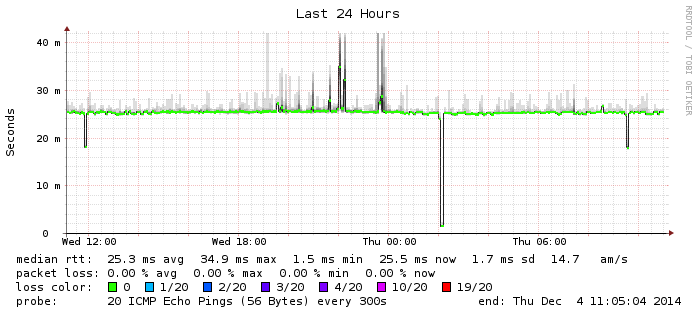 Last 24 Hours
RRDTOOL / TOBI OETIKER
Seconds
40 m
30 m
20 m
10 m
0
Wed 12:00 Wed 18:00 Thu 00:00 Thu 06:00
median rtt: 25.3 ms avg 34.9 ms max 1.5 ms min 25.5 ms now 1.7 ms sd 14.7 am/s
packet loss: 0.00 % avg 0.00 % max 0.00 % min 0.00 % now
loss color: 0 1/20 2/20 3/20 4/20 10/20 19/20
probe: 20 ICMP Echo Pings (56 Bytes) every 300s end: Thu Dec 4 11:05:04 2014